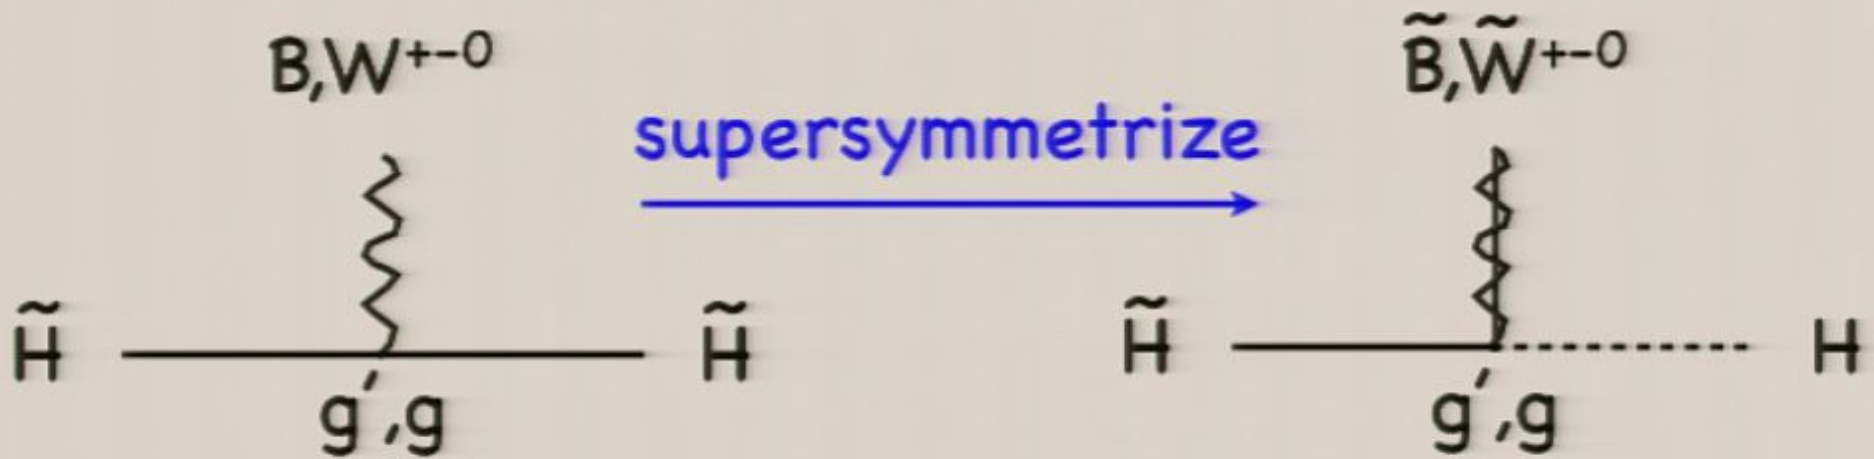 B,W⁺⁻⁰
B̃,W̃⁺⁻⁰
supersymmetrize
H̃
H̃
H̃
H
g′,g
g′,g